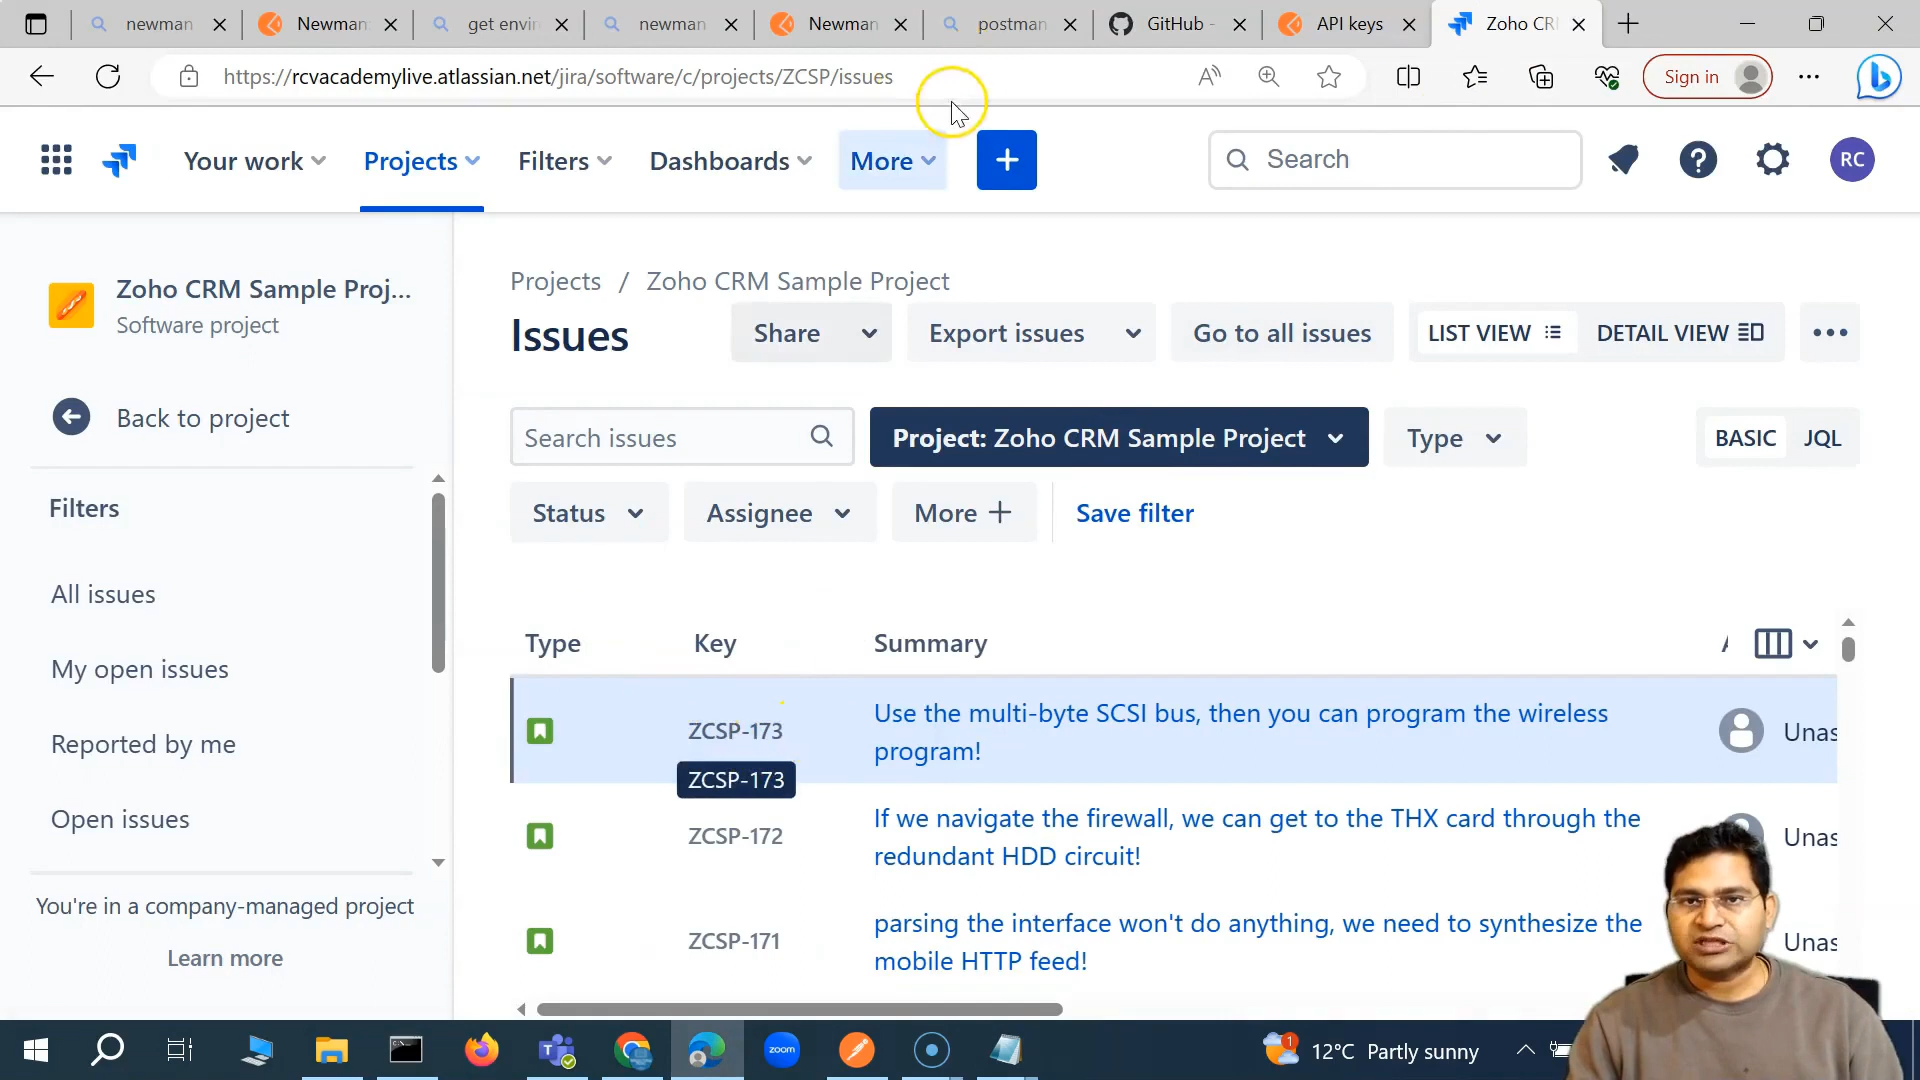 newman
Newman
get envir
newman
Newman
postman
GitHub -
API keys
Zoho CR
https://rcvacademylive.atlassian.net/jira/software/c/projects/ZCSP/issues
Sign in
Your work
Projects
Filters
Dashboards
More
Search
RC
Zoho CRM Sample Proj...
Software project
Back to project
Filters
All issues
My open issues
Reported by me
Open issues
You're in a company-managed project
Learn more
Projects / Zoho CRM Sample Project
Issues
Share
Export issues
Go to all issues
LIST VIEW
DETAIL VIEW
Search issues
Project: Zoho CRM Sample Project
Type
BASIC
JQL
Status
Assignee
More
Save filter
Type Key Summary
ZCSP-173
Use the multi-byte SCSI bus, then you can program the wireless
program!
Unas
ZCSP-173
ZCSP-172
If we navigate the firewall, we can get to the THX card through the
redundant HDD circuit!
Unas
ZCSP-171
parsing the interface won't do anything, we need to synthesize the
mobile HTTP feed!
Unas
zoom
1
12°C Partly sunny